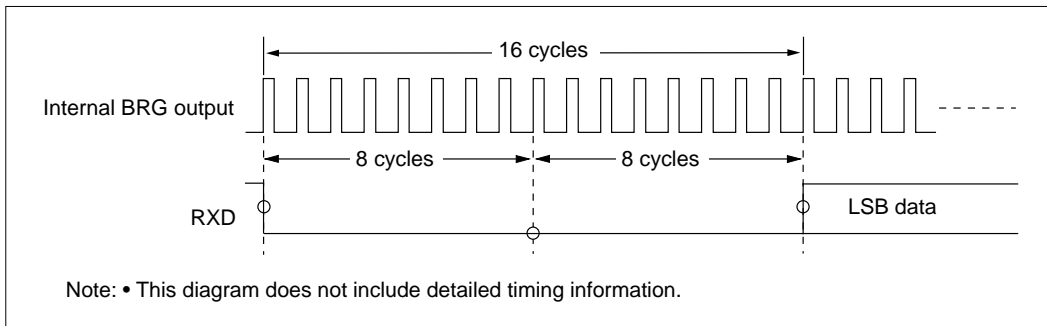 16 cycles
Internal BRG output
8 cycles 8 cycles
RXD LSB data
Note: • This diagram does not include detailed timing information.